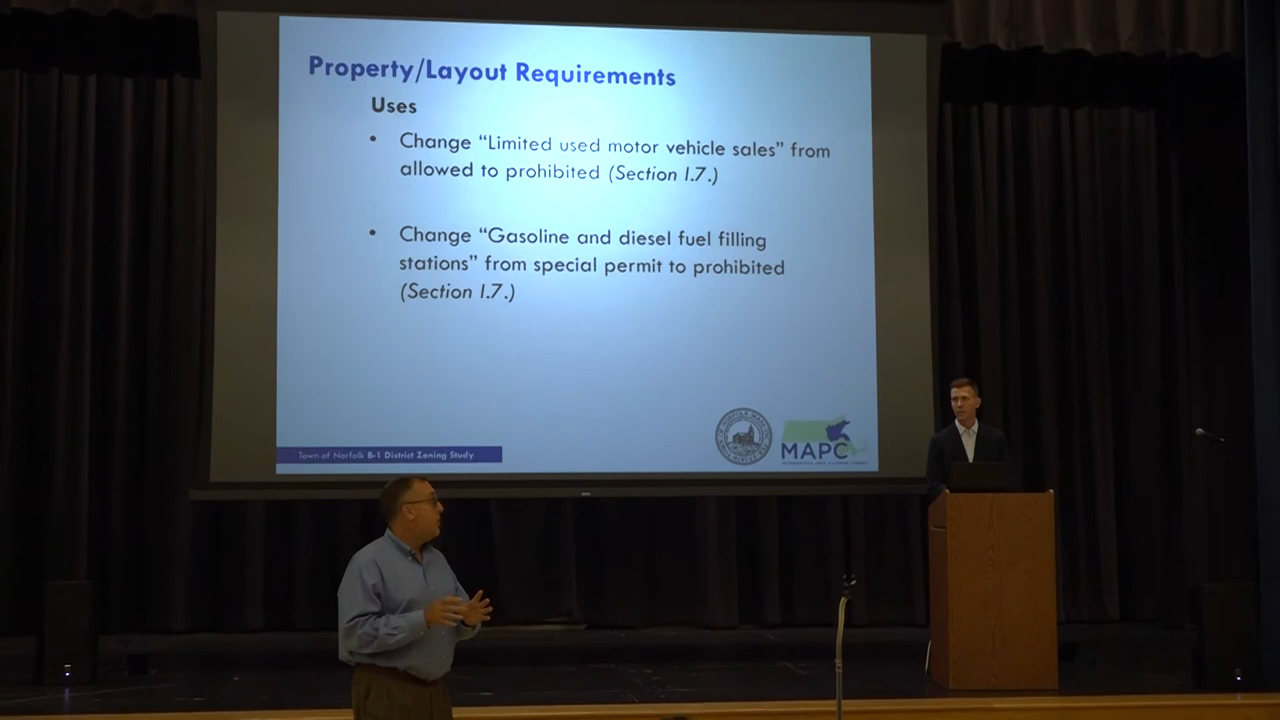 Property/Layout Requirements
Uses
• Change “Limited used motor vehicle sales” from
allowed to prohibited (Section I.7.)
• Change “Gasoline and diesel fuel filling
stations” from special permit to prohibited
(Section I.7.)
Town of Norfolk B-1 District Zoning Study
MAPC